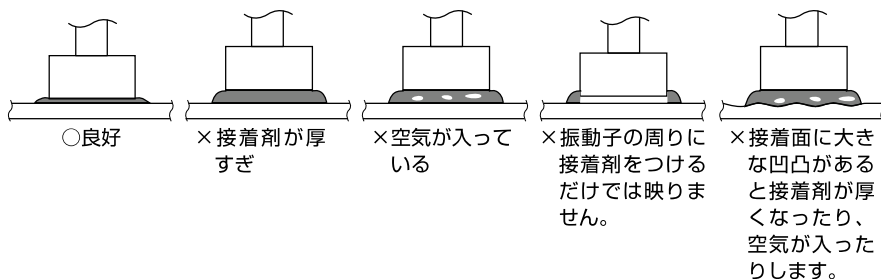 ○良好
×接着剤が厚
すぎ
×空気が入って
いる
×振動子の周りに
接着剤をつける
だけでは映りま
せん。
×接着面に大き
な凹凸がある
と接着剤が厚
くなったり、
空気が入った
りします。